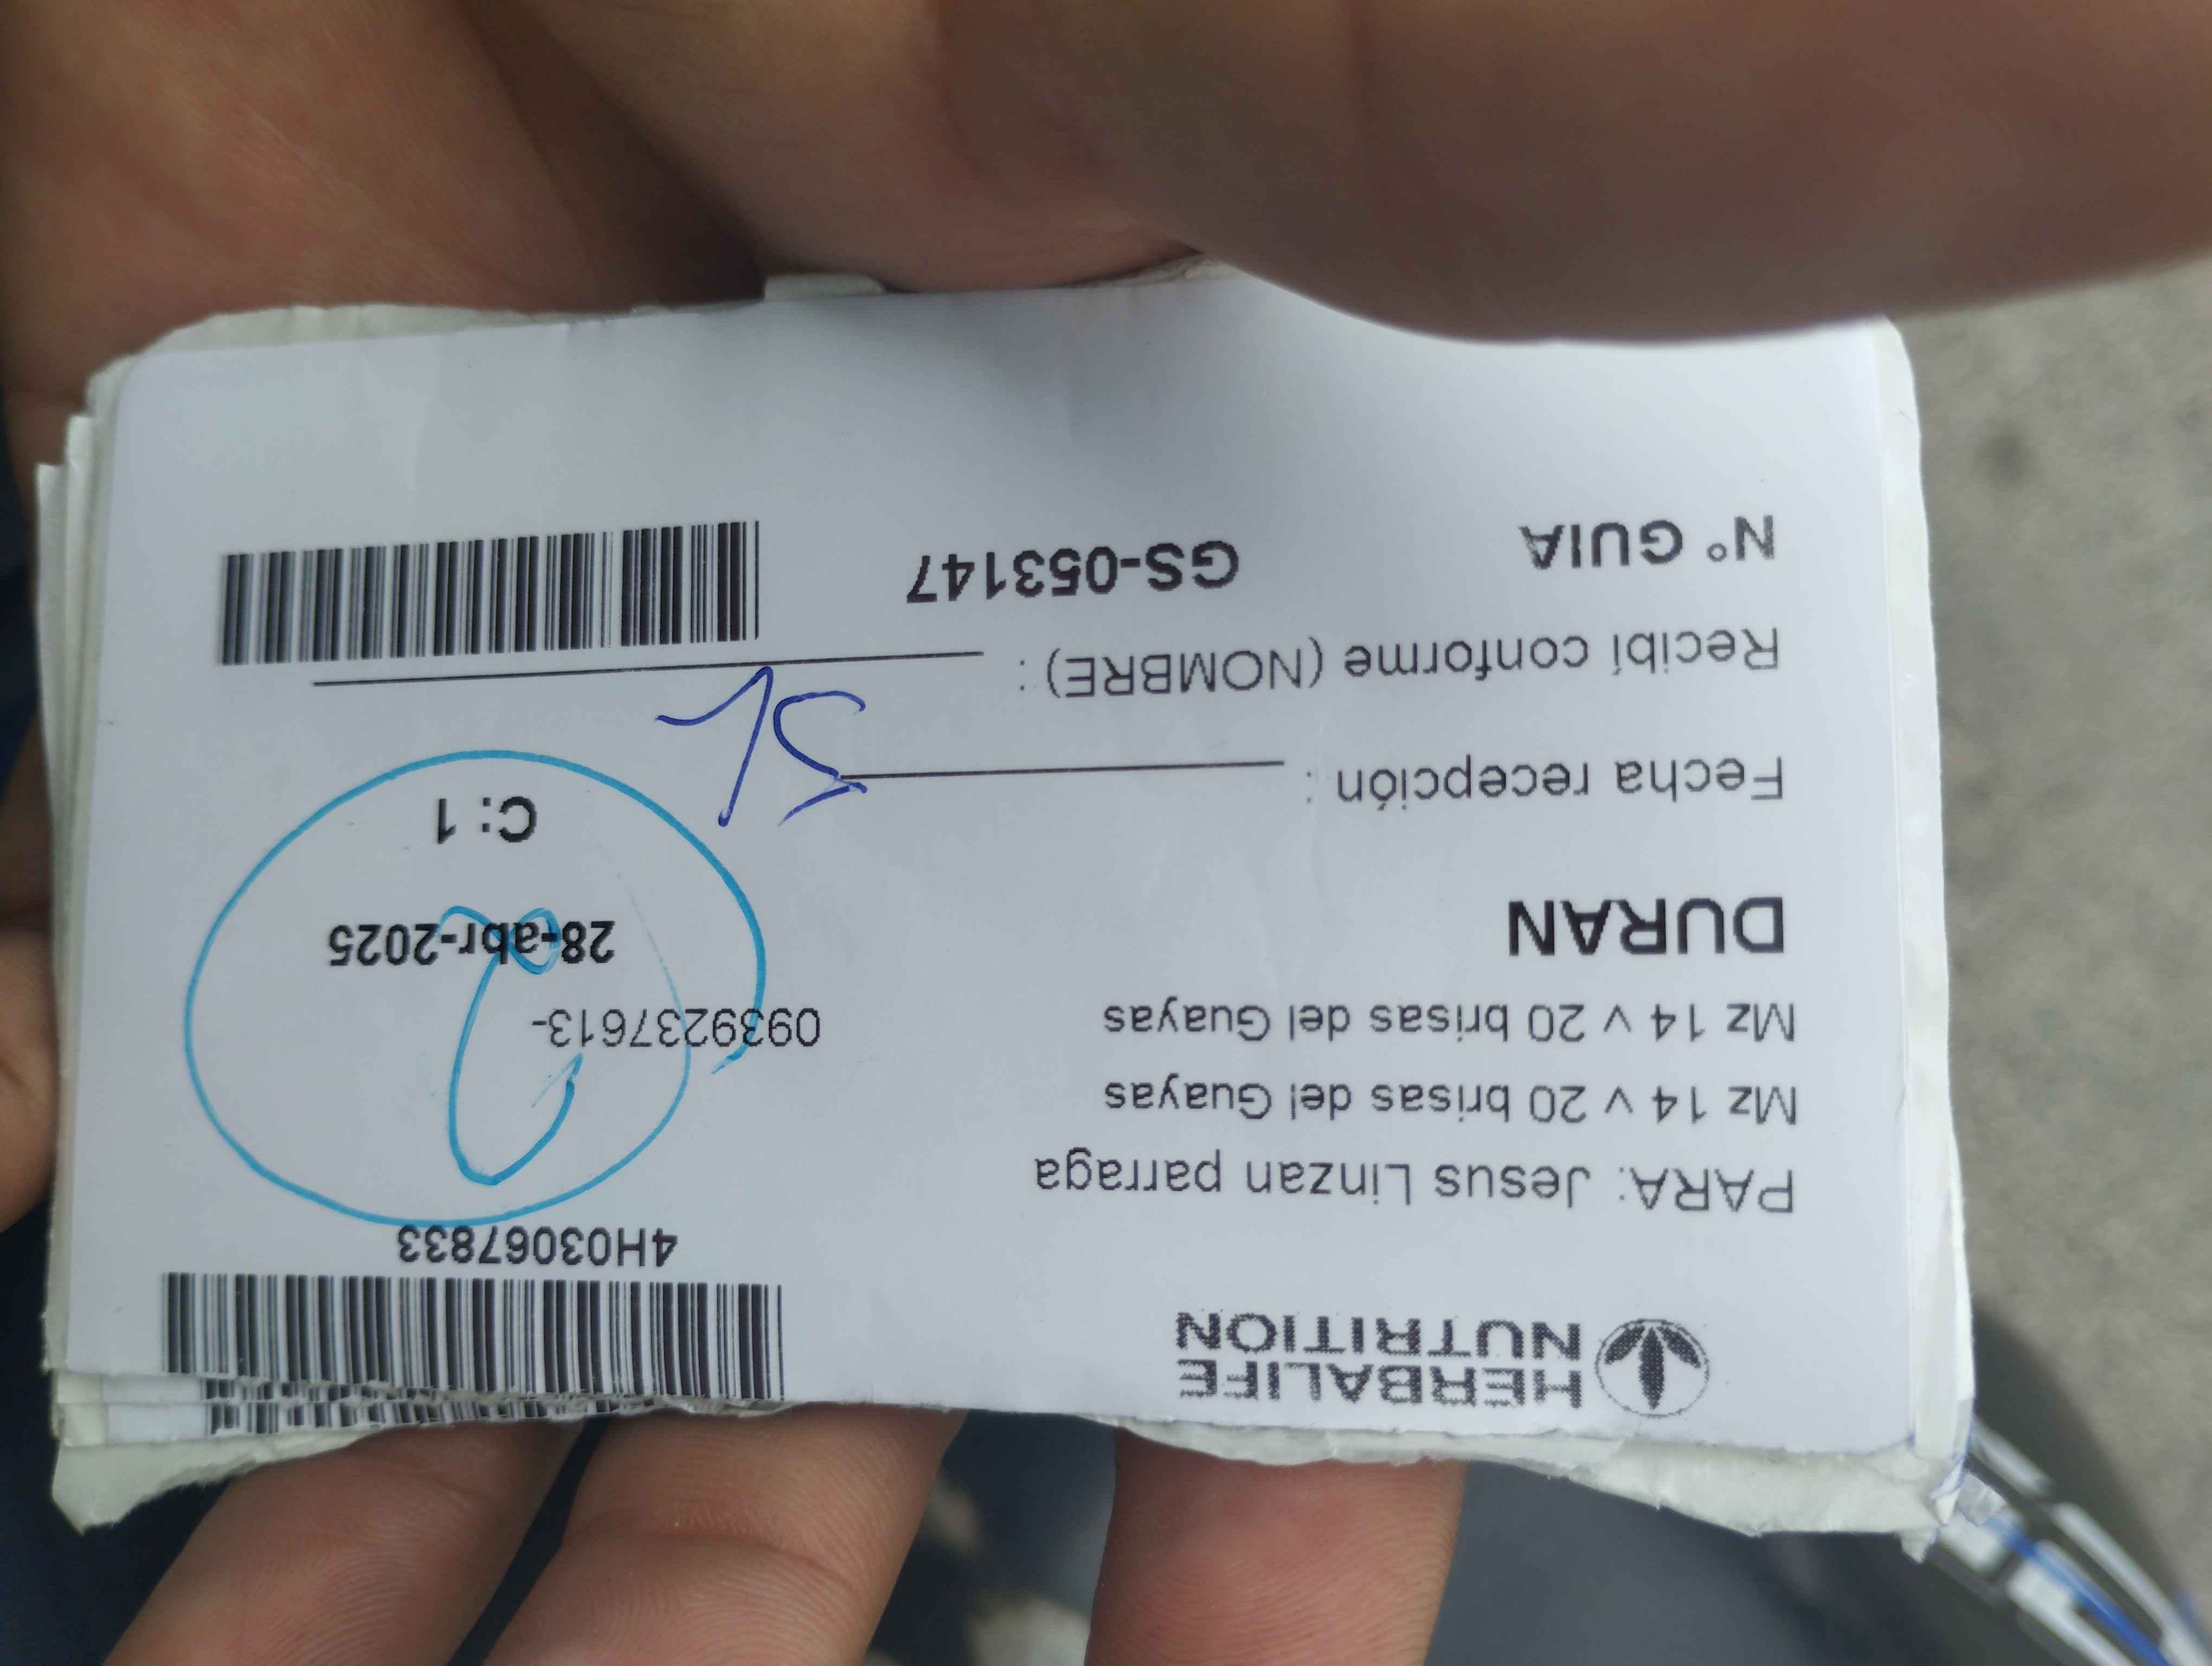 HERBALIFE
NUTRITION
4H03067833
PARA: Jesus Linzan parraga
Mz 14 v 20 brisas del Guayas
Mz 14 v 20 brisas del Guayas
0939237613-
DURAN
28-abr-2025
C: 1
Fecha recepción :
Recibí conforme (NOMBRE) :
N° GUIA GS-053147